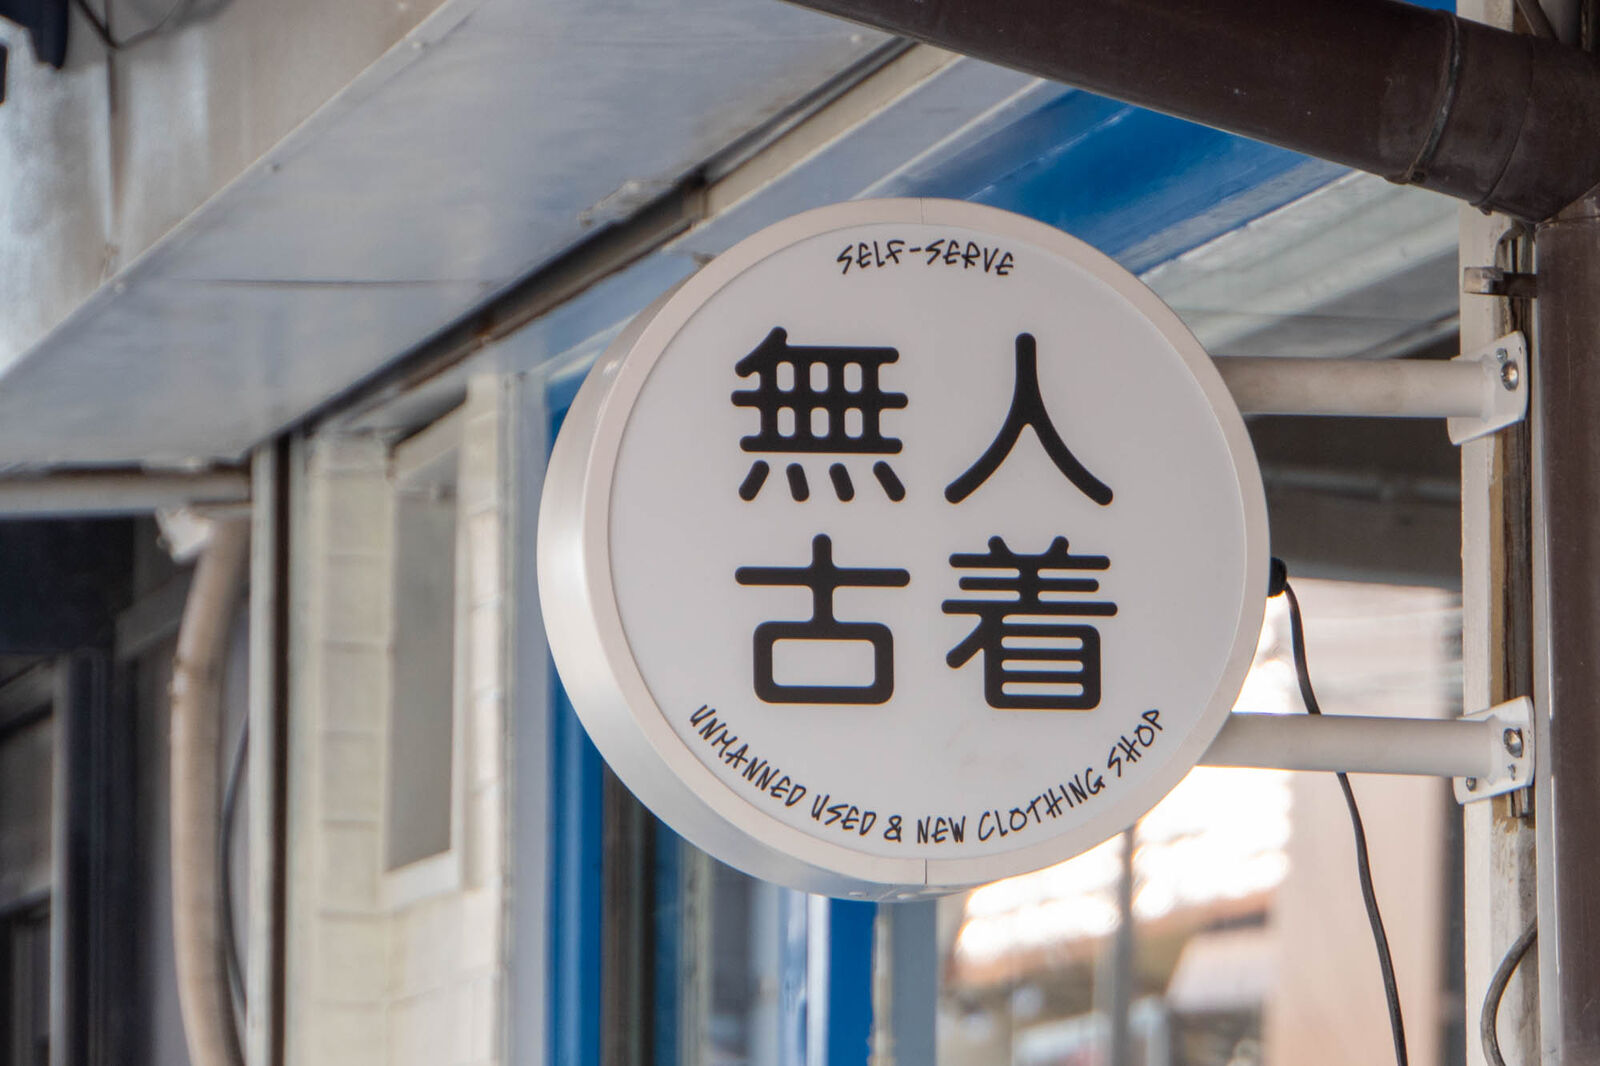 SELF-SERVE
無人
古着
UNMANNED USED & NEW CLOTHING SHOP